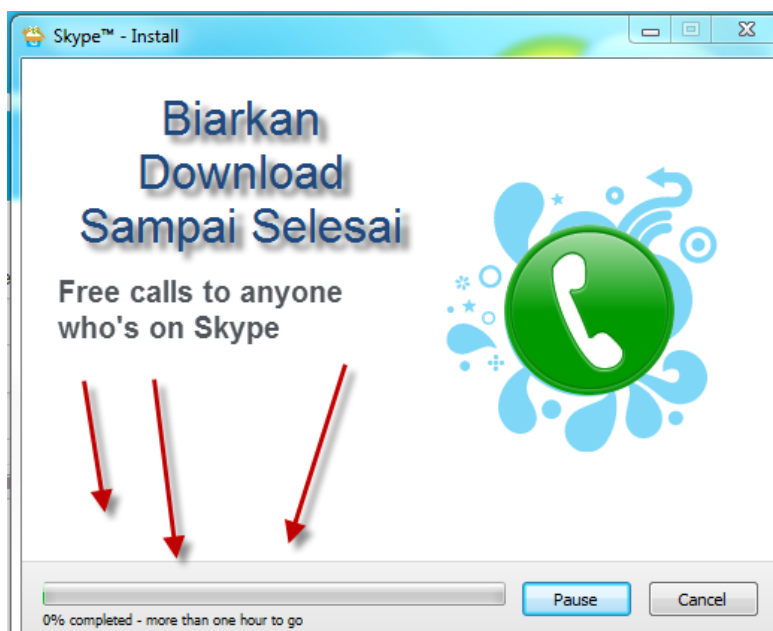 Skype™ - Install
Biarkan
Download
Sampai Selesai
Free calls to anyone
who's on Skype
0% completed - more than one hour to go
Pause
Cancel